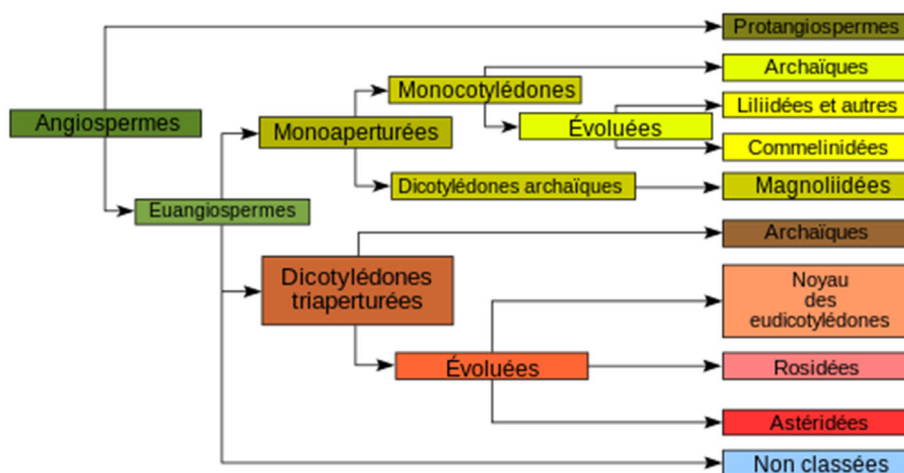 Protangiospermes
Archaïques
Monocotylédones
Liliidées et autres
Angiospermes
Monoaperturées
Évoluées
Commelinidées
Dicotylédones archaïques
Magnoliidées
Euangiospermes
Archaïques
Dicotylédones
triaperturées
Noyau
des
eudicotylédones
Évoluées
Rosidées
Astéridées
Non classées